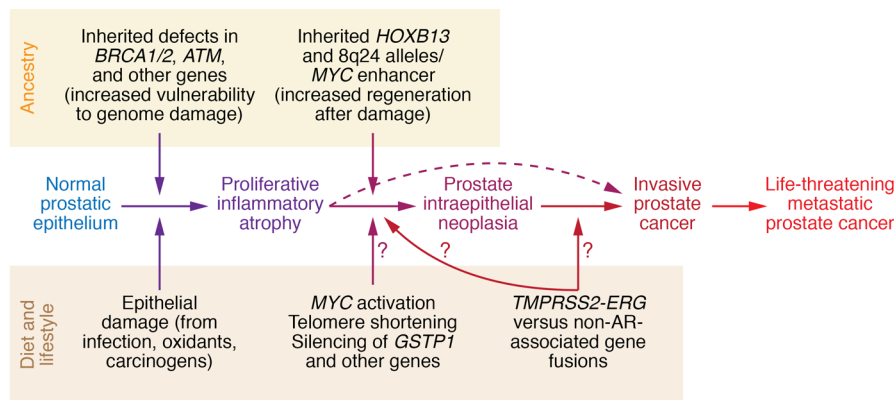 Ancestry
Inherited defects in
BRCA1/2, ATM,
and other genes
(increased vulnerability
to genome damage)
Inherited HOXB13
and 8q24 alleles/
MYC enhancer
(increased regeneration
after damage)
Normal
prostatic
epithelium
Proliferative
inflammatory
atrophy
Prostate
intraepithelial
neoplasia
Invasive
prostate
cancer
Life-threatening
metastatic
prostate cancer
?
?
?
Diet and
lifestyle
Epithelial
damage (from
infection, oxidants,
carcinogens)
MYC activation
Telomere shortening
Silencing of GSTP1
and other genes
TMPRSS2-ERG
versus non-AR-
associated gene
fusions